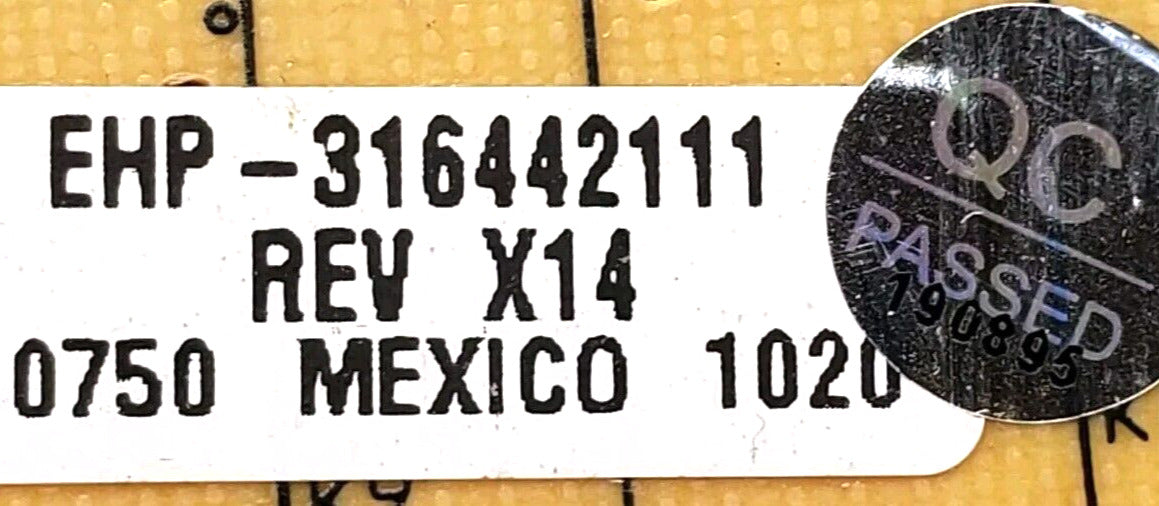 EHP-316442111
REV X14
0750 MEXICO 1020
QC
PASSED
190895